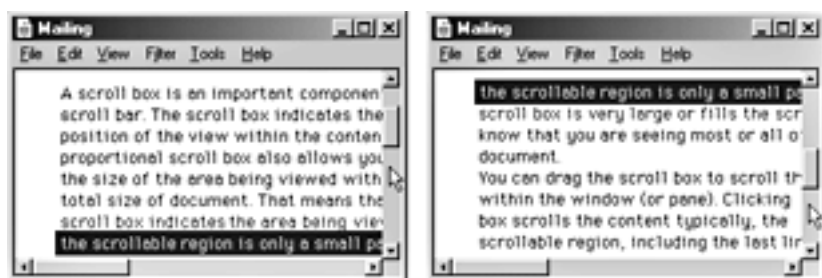 Mailing
File Edit View Filter Tools Help
A scroll box is an important componen
scroll bar. The scroll box indicates the
position of the view within the conten
proportional scroll box also allows you
the size of the area being viewed with
total size of document. That means the
scroll box indicates the area being view
the scrollable region is only a small pa
Mailing
File Edit View Filter Tools Help
the scrollable region is only a small pa
scroll box is very large or fills the scr
know that you are seeing most or all o
document.
You can drag the scroll box to scroll th
within the window (or pane). Clicking
box scrolls the content typically, the
scrollable region, including the last lin